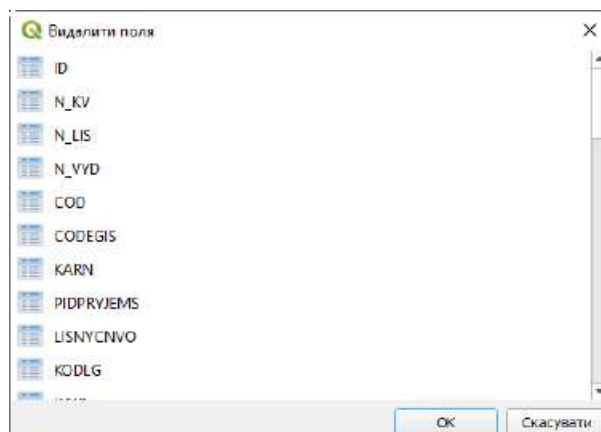 Видалити поля
ID
N_KV
N_LIS
N_VYD
COD
CODEGIS
KARN
PIDPRYJEMS
LISNYCNVO
KODLG
OK
Скасувати